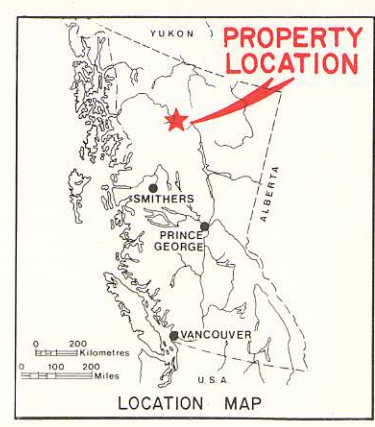 YUKON
PROPERTY
LOCATION
ALBERTA
SMITHERS
PRINCE
GEORGE
VANCOUVER
0 200
Kilometres
0 100 200
Miles
U.S.A.
LOCATION MAP